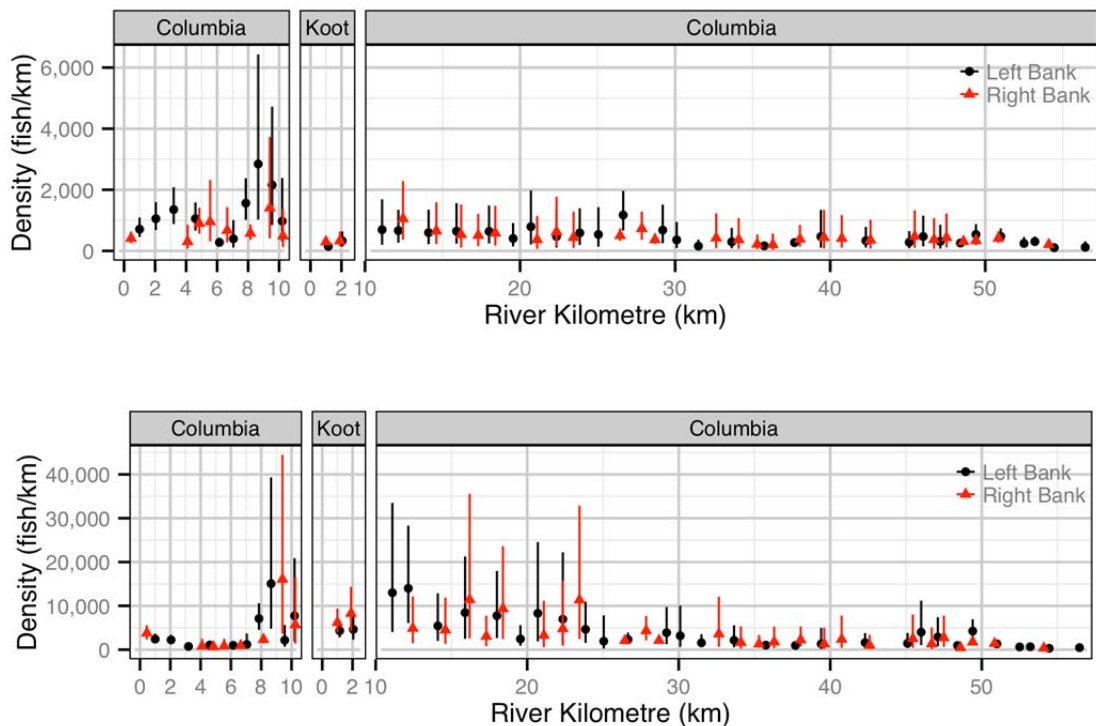 Columbia Koot Columbia
Density (fish/km)
6,000
4,000
2,000
0
Left Bank
Right Bank
0 2 4 6 8 10 0 2 10 20 30 40 50
River Kilometre (km)
Columbia Koot Columbia
Density (fish/km)
40,000
30,000
20,000
10,000
0
Left Bank
Right Bank
0 2 4 6 8 10 0 2 10 20 30 40 50
River Kilometre (km)